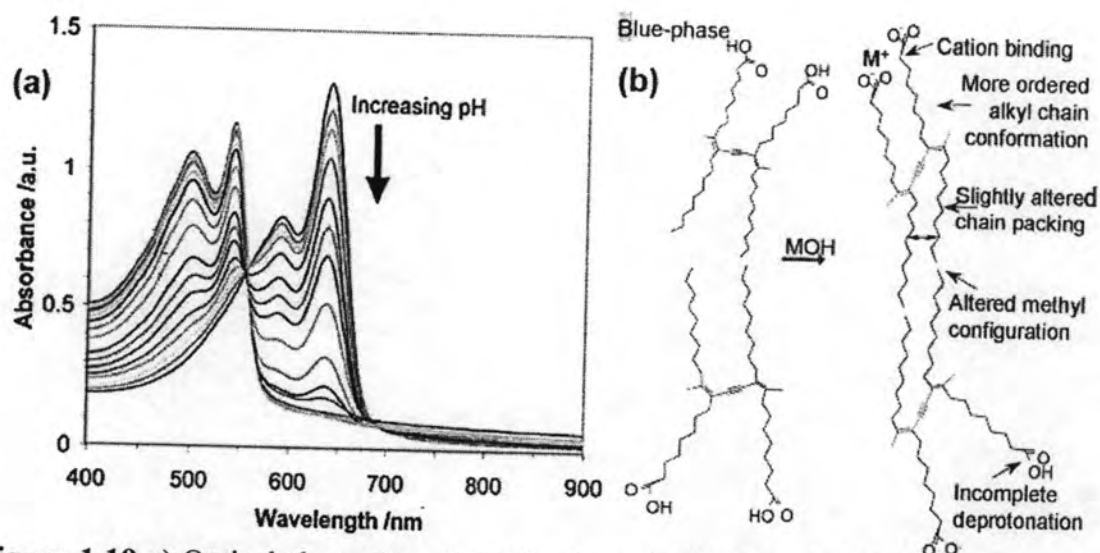 (a)
1.5
1
0.5
0
Absorbance /a.u.
Increasing pH
400
500
600
700
800
900
Wavelength /nm
(b)
Blue-phase
HO
O
OH
O
MOH
O
OH
HO
O
M⁺
O
O⁻
O
O⁻
Cation binding
More ordered
alkyl chain
conformation
Slightly altered
chain packing
Altered methyl
configuration
O
OH
Incomplete
deprotonation
O
O⁻